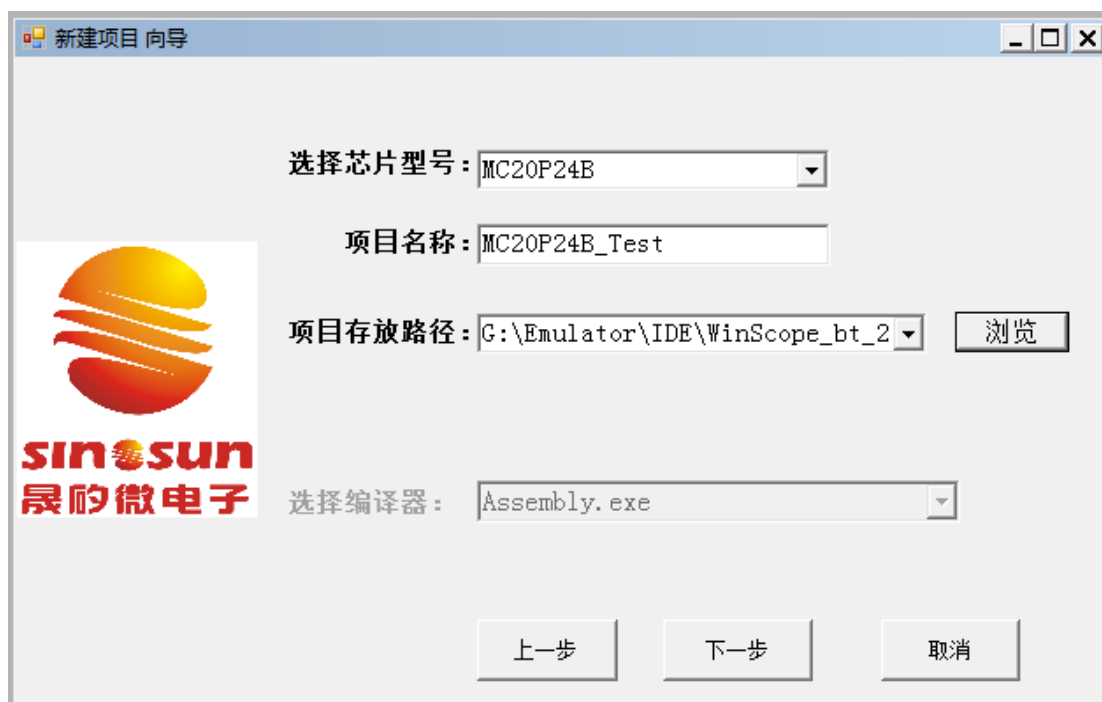 新建项目 向导
选择芯片型号: MC20P24B
项目名称: MC20P24B_Test
项目存放路径: G:\Emulator\IDE\WinScope_bt_2 浏览
sinosun
晟矽微电子
选择编译器: Assembly.exe
上一步 下一步 取消